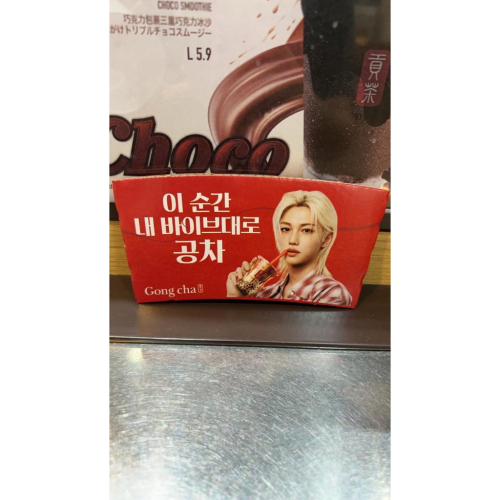 CHOCO SMOOTHIE
巧克力包裹三重巧克力冰沙
がけトリプルチョコスムージー
L 5.9
貢茶
Choco
이 순간
내 바이브대로
공차
Gong cha